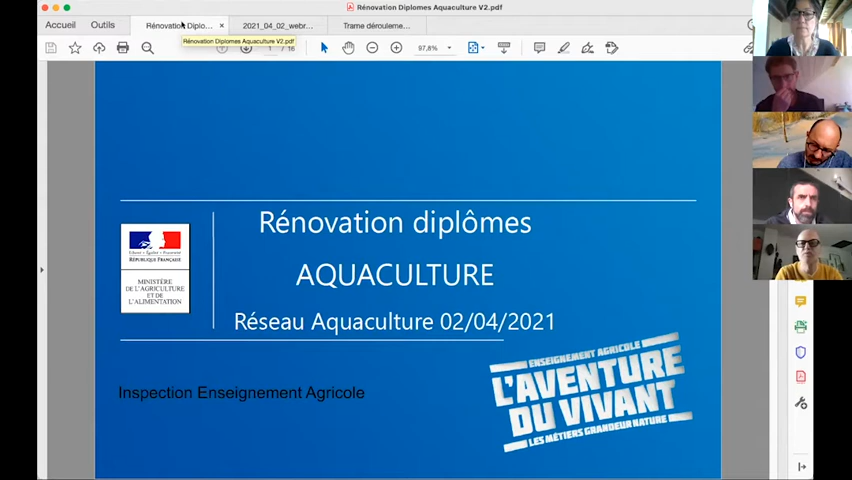 Rénovation Diplomes Aquaculture V2.pdf
Accueil Outils Rénovation Diplo... × 2021_04_02_webr... Trame dérouleme...
Rénovation Diplomes Aquaculture V2.pdf
1 / 16 97,8%
Rénovation diplômes
AQUACULTURE
Réseau Aquaculture 02/04/2021
RÉPUBLIQUE FRANÇAISE
MINISTÈRE
DE L'AGRICULTURE
ET DE
L'ALIMENTATION
Inspection Enseignement Agricole
ENSEIGNEMENT AGRICOLE
L'AVENTURE
DU VIVANT
LES MÉTIERS GRANDEUR NATURE